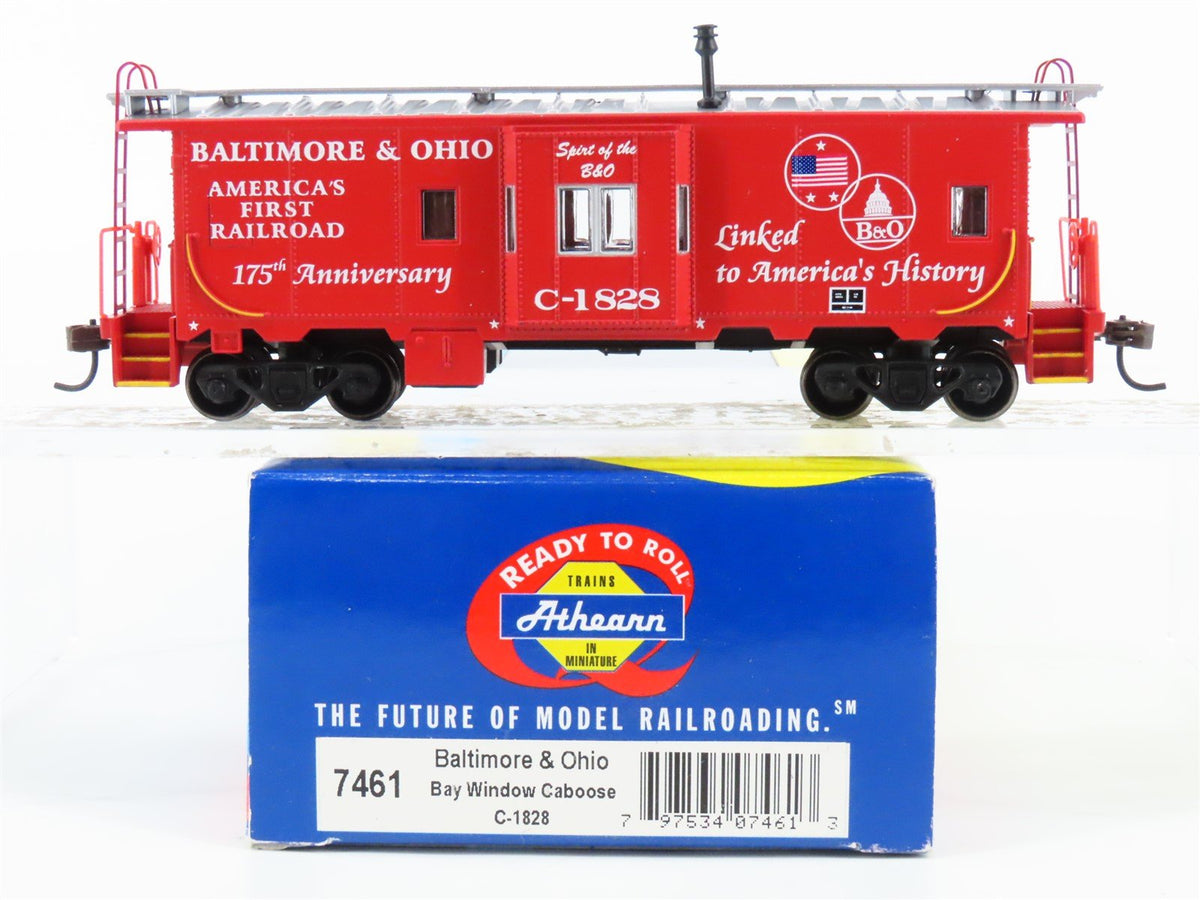 BALTIMORE & OHIO
AMERICA'S
FIRST
RAILROAD
175th Anniversary
Spirt of the
B&O
C-1828
B&O
Linked
to America's History
READY TO ROLL
TRAINS
Athearn
IN
MINIATURE
THE FUTURE OF MODEL RAILROADING.SM
7461
Baltimore & Ohio
Bay Window Caboose
C-1828
7 97534 07461 3